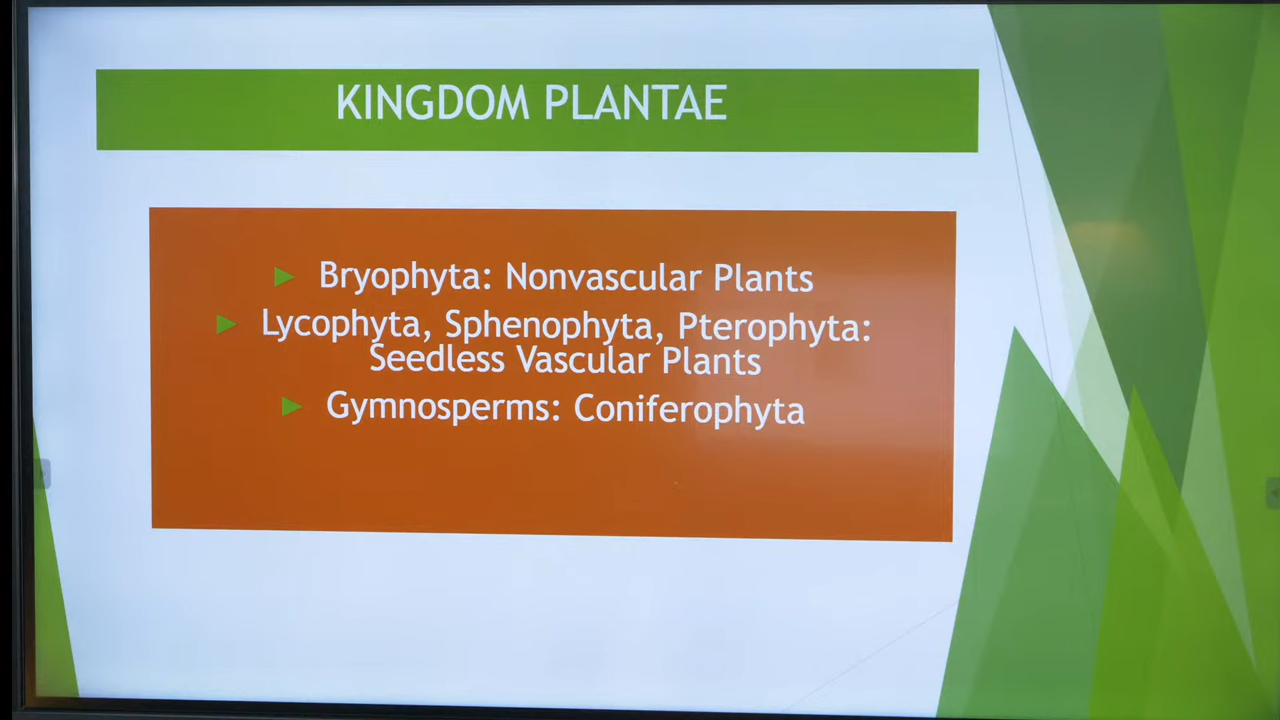 KINGDOM PLANTAE
Bryophyta: Nonvascular Plants
Lycophyta, Sphenophyta, Pterophyta:
Seedless Vascular Plants
Gymnosperms: Coniferophyta